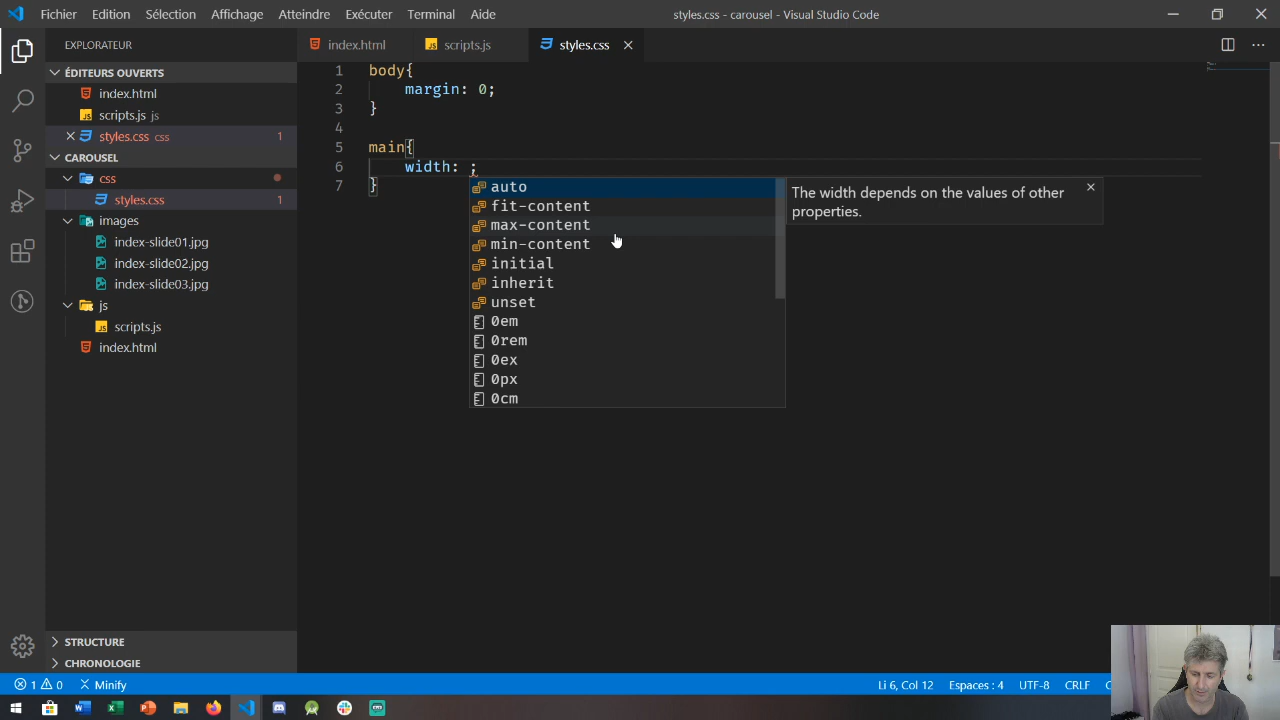 Fichier Edition Sélection Affichage Atteindre Exécuter Terminal Aide styles.css - carousel - Visual Studio Code
EXPLORATEUR
ÉDITEURS OUVERTS
index.html
scripts.js js
styles.css css 1
CAROUSEL
css
styles.css 1
images
index-slide01.jpg
index-slide02.jpg
index-slide03.jpg
js
scripts.js
index.html
STRUCTURE
CHRONOLOGIE
index.html scripts.js styles.css
1 body{
2 margin: 0;
3 }
4
5 main{
6 width: ;
7 }
auto
fit-content
max-content
min-content
initial
inherit
unset
0em
0rem
0ex
0px
0cm
The width depends on the values of other
properties.
1 0 Minify Li 6, Col 12 Espaces : 4 UTF-8 CRLF